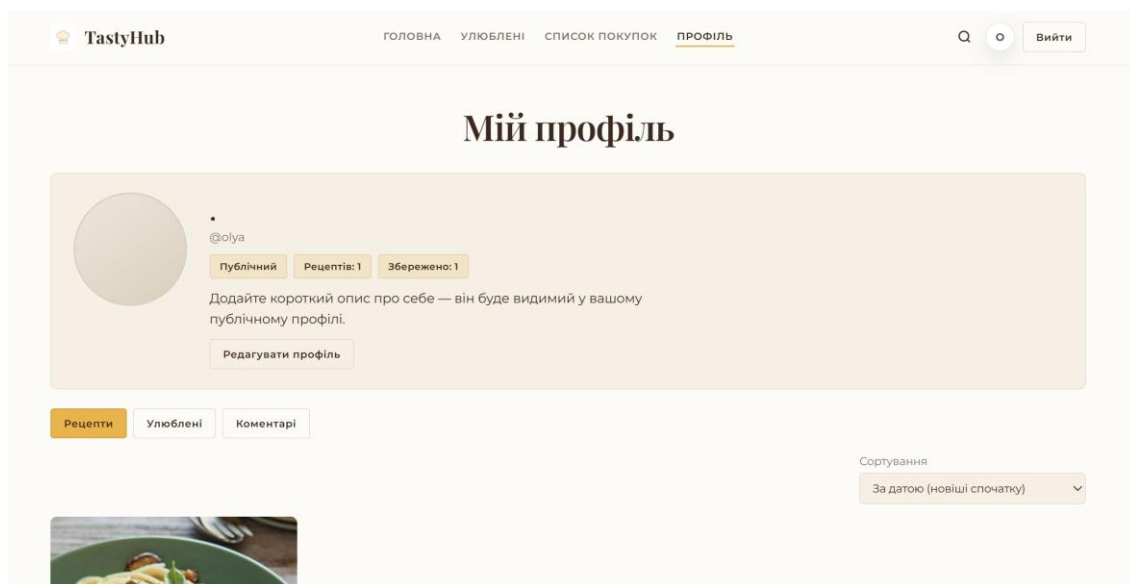 TastyHub
ГОЛОВНА УЛЮБЛЕНІ СПИСОК ПОКУПОК ПРОФІЛЬ
О Вийти
Мій профіль
.
@olya
Публічний Рецептів: 1 Збережено: 1
Додайте короткий опис про себе — він буде видимий у вашому
публічному профілі.
Редагувати профіль
Рецепти Улюблені Коментарі
Сортування
За датою (новіші спочатку)